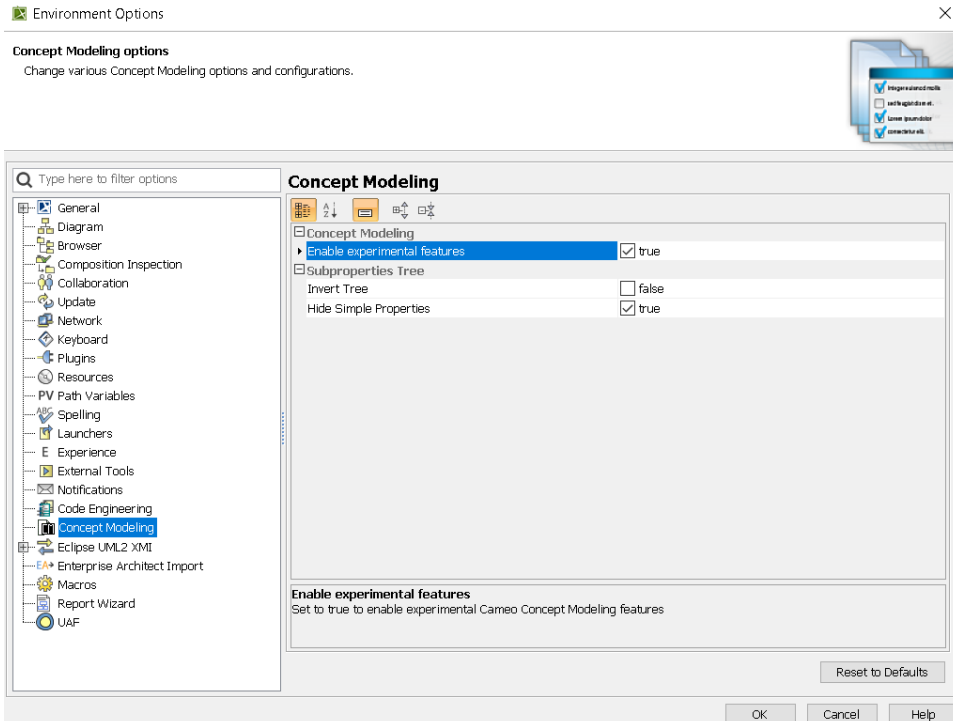 Environment Options
Concept Modeling options
Change various Concept Modeling options and configurations.
Type here to filter options
General
Diagram
Browser
Composition Inspection
Collaboration
Update
Network
Keyboard
Plugins
Resources
PV Path Variables
ABC Spelling
Launchers
E Experience
External Tools
Notifications
Code Engineering
Concept Modeling
Eclipse UML2 XMI
EA Enterprise Architect Import
Macros
Report Wizard
UAF
Concept Modeling
Concept Modeling
Enable experimental features true
Subproperties Tree
Invert Tree false
Hide Simple Properties true
Enable experimental features
Set to true to enable experimental Cameo Concept Modeling features
Reset to Defaults
OK Cancel Help